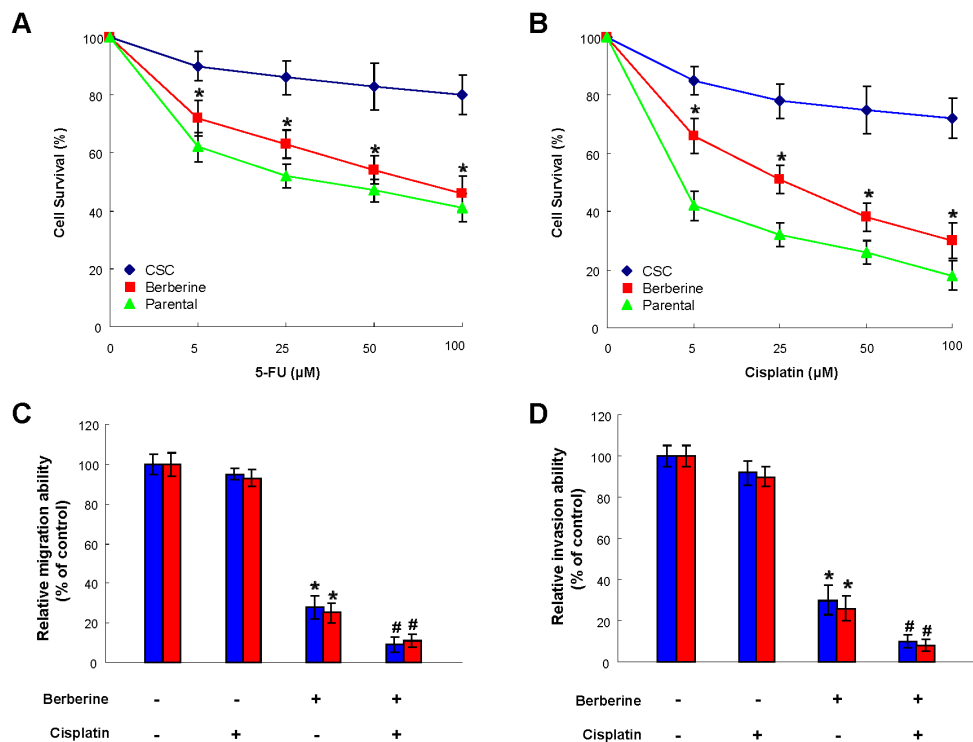 A
100
80
60
40
20
0
Cell Survival (%)
* * * *
CSC
Berberine
Parental
0 5 25 50 100
5-FU (µM)
B
100
80
60
40
20
0
Cell Survival (%)
* * * *
CSC
Berberine
Parental
0 5 25 50 100
Cisplatin (µM)
C
120
100
80
60
40
20
0
Relative migration ability
(% of control)
* * # #
Berberine - - + +
Cisplatin - + - +
D
120
100
80
60
40
20
0
Relative invasion ability
(% of control)
* * # #
Berberine - - + +
Cisplatin - + - +